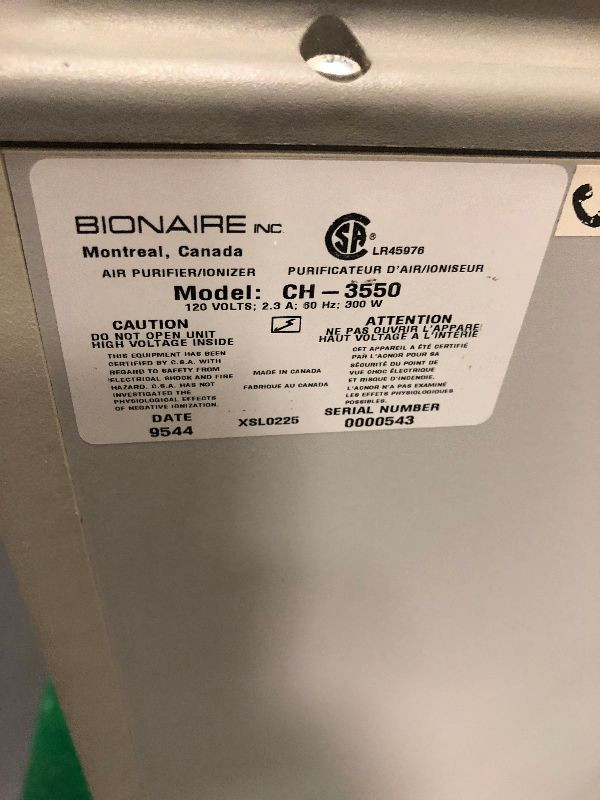 BIONAIRE INC.
Montreal, Canada
CSA ® LR45976
AIR PURIFIER/IONIZER PURIFICATEUR D'AIR/IONISEUR
Model: CH – 3550
120 VOLTS; 2.3 A; 60 Hz; 300 W
CAUTION
DO NOT OPEN UNIT
HIGH VOLTAGE INSIDE
THIS EQUIPMENT HAS BEEN
CERTIFIED BY C.S.A. WITH
REGARD TO SAFETY FROM
ELECTRICAL SHOCK AND FIRE
HAZARD. C.S.A. HAS NOT
INVESTIGATED THE
PHYSIOLOGICAL EFFECTS
OF NEGATIVE IONIZATION.
MADE IN CANADA
FABRIQUE AU CANADA
ATTENTION
NE PAS OUVRIR L'APPAREI
HAUT VOLTAGE À L'INTÉRIE
CET APPAREIL A ÉTÉ CERTIFIÉ
PAR L'ACNOR POUR SA
SÉCURITÉ DU POINT DE
VUE CHOC ÉLECTRIQUE
ET RISQUE D'INCENDIE.
L'ACNOR N'A PAS EXAMINÉ
LES EFFETS PHYSIOLOGIQUES
POSSIBLES.
DATE
9544
XSL0225
SERIAL NUMBER
0000543